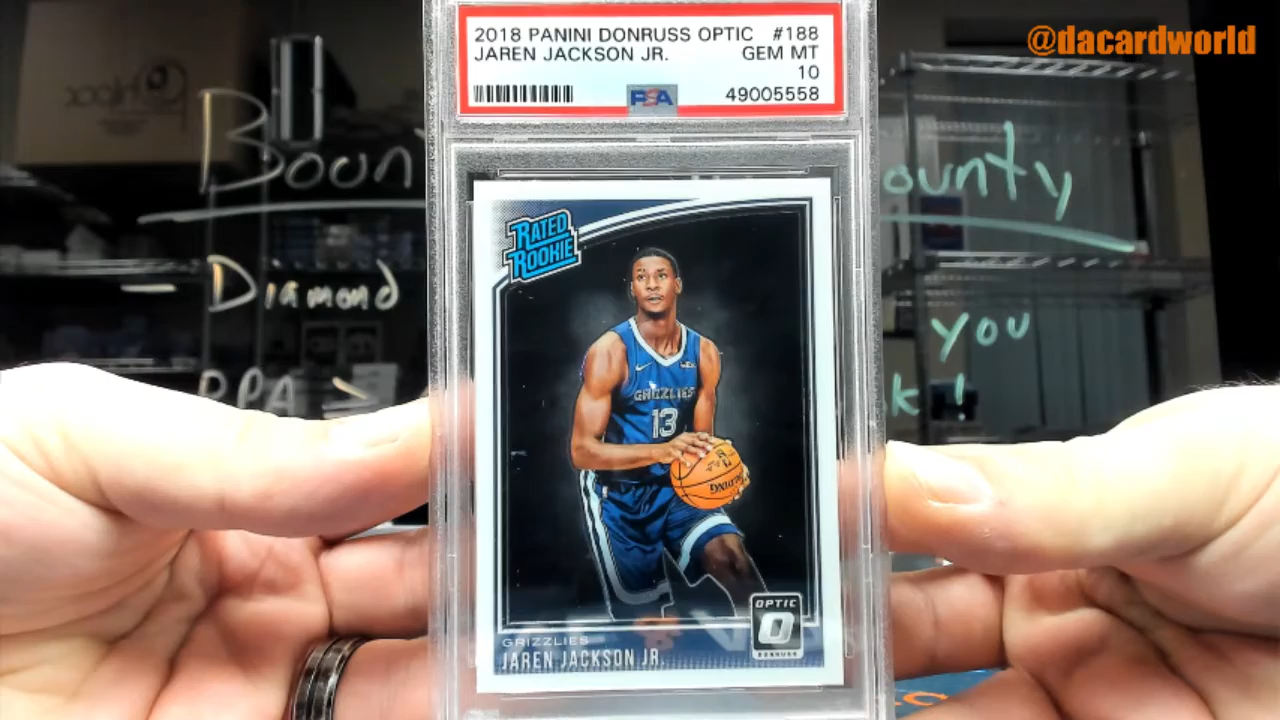 @dacardworld
2018 PANINI DONRUSS OPTIC #188
JAREN JACKSON JR. GEM MT
10
PSA 49005558
Boun
ounty
Diamond
you
k!
RATED
ROOKIE
GRIZZLIES
13
SPALDING
OPTIC
O
DONRUSS
GRIZZLIES
JAREN JACKSON JR.